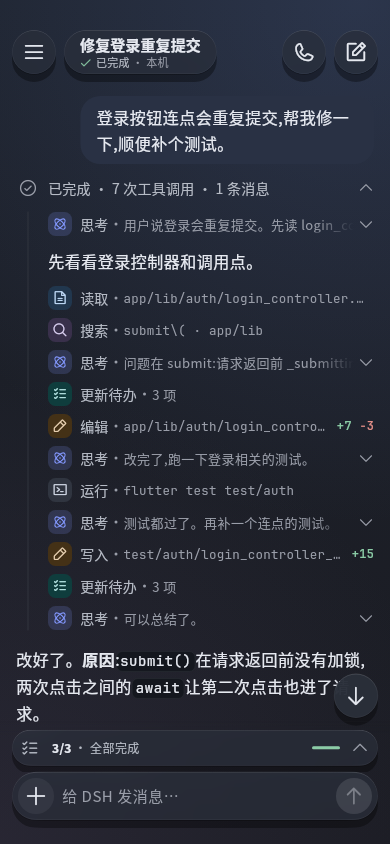 修复登录重复提交
已完成 • 本机
登录按钮连点会重复提交,帮我修一
下,顺便补个测试。
已完成 • 7 次工具调用 • 1 条消息
思考 • 用户说登录会重复提交。先读 login_c
先看看登录控制器和调用点。
读取 • app/lib/auth/login_controller.…
搜索 • submit\( · app/lib
思考 • 问题在 submit:请求返回前 _submitti
更新待办 • 3 项
编辑 • app/lib/auth/login_contro… +7 -3
思考 • 改完了,跑一下登录相关的测试。
运行 • flutter test test/auth
思考 • 测试都过了。再补一个连点的测试。
写入 • test/auth/login_controller_… +15
更新待办 • 3 项
思考 • 可以总结了。
改好了。原因:submit() 在请求返回前没有加锁,
两次点击之间的 await 让第二次点击也进了
求。
3/3 • 全部完成
给 DSH 发消息…